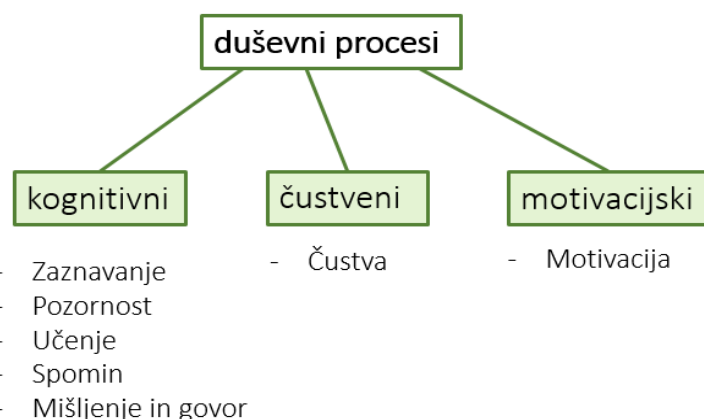 duševni procesi
kognitivni
- Zaznavanje
- Pozornost
- Učenje
- Spomin
- Mišljenje in govor
čustveni
- Čustva
motivacijski
- Motivacija